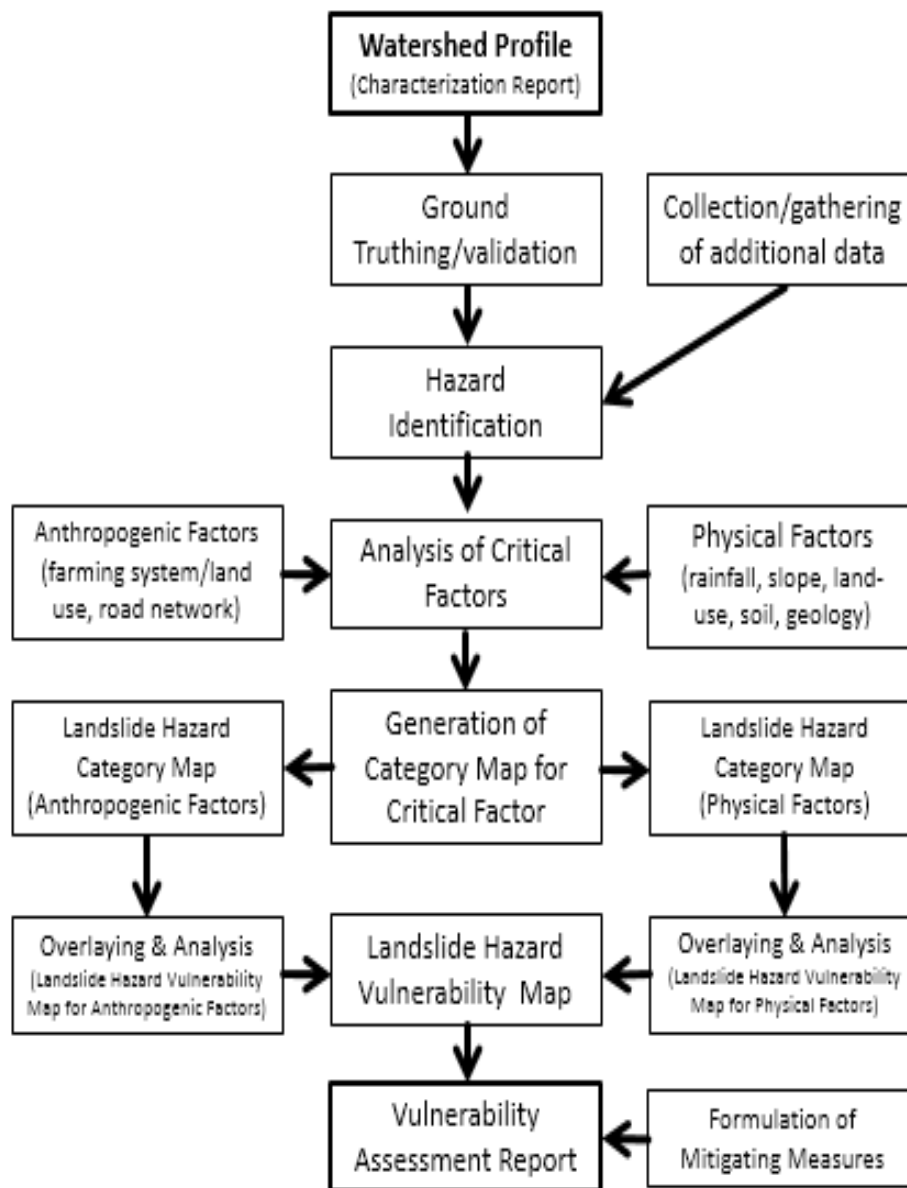 Watershed Profile
(Characterization Report)
Ground
Truthing/validation
Collection/gathering
of additional data
Hazard
Identification
Anthropogenic Factors
(farming system/land
use, road network)
Analysis of Critical
Factors
Physical Factors
(rainfall, slope, land-
use, soil, geology)
Landslide Hazard
Category Map
(Anthropogenic Factors)
Generation of
Category Map for
Critical Factor
Landslide Hazard
Category Map
(Physical Factors)
Overlaying & Analysis
(Landslide Hazard Vulnerability
Map for Anthropogenic Factors)
Landslide Hazard
Vulnerability Map
Overlaying & Analysis
(Landslide Hazard Vulnerability
Map for Physical Factors)
Vulnerability
Assessment Report
Formulation of
Mitigating Measures